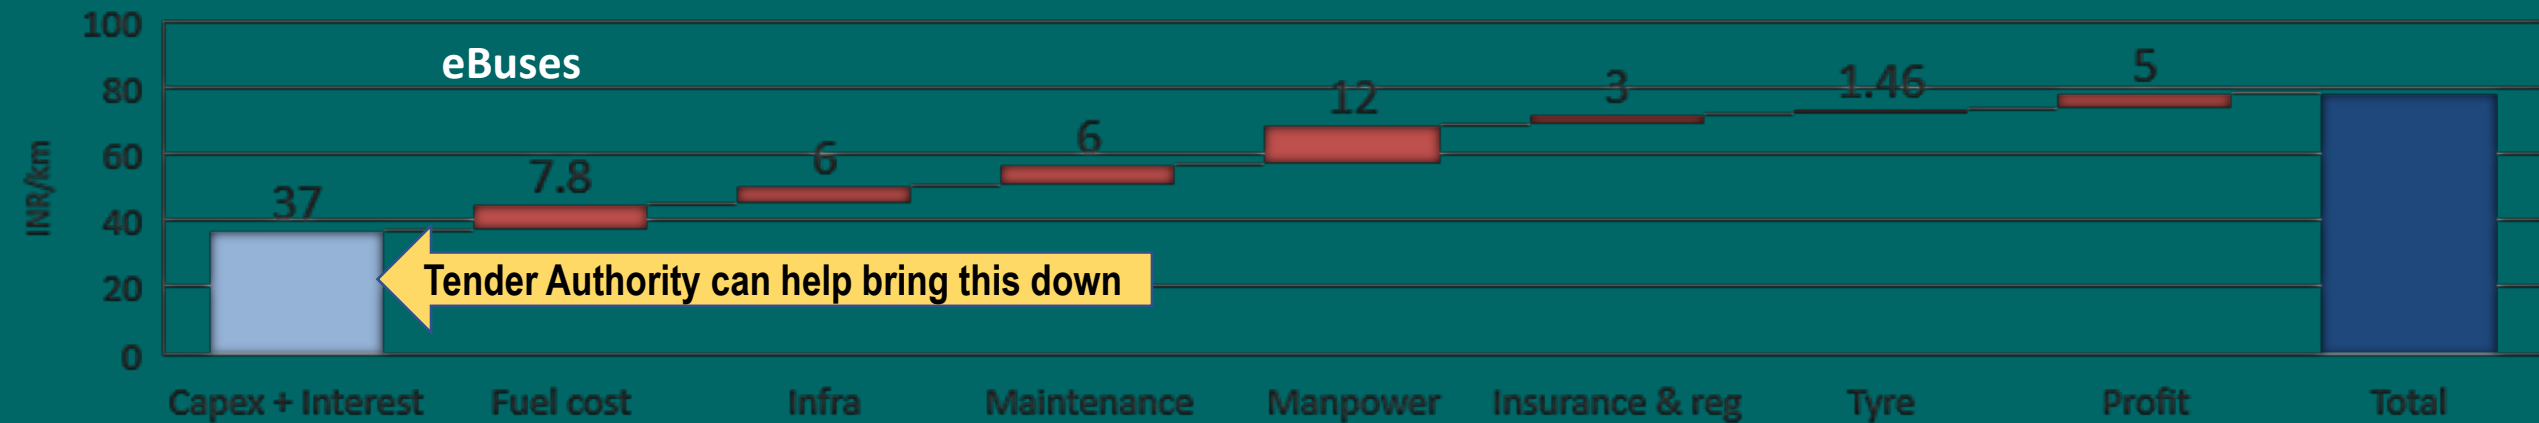 eBuses
INR/km
100
80
60
40
20
0
37
7.8
6
6
12
3
1.46
5
Tender Authority can help bring this down
Capex + Interest
Fuel cost
Infra
Maintenance
Manpower
Insurance & reg
Tyre
Profit
Total